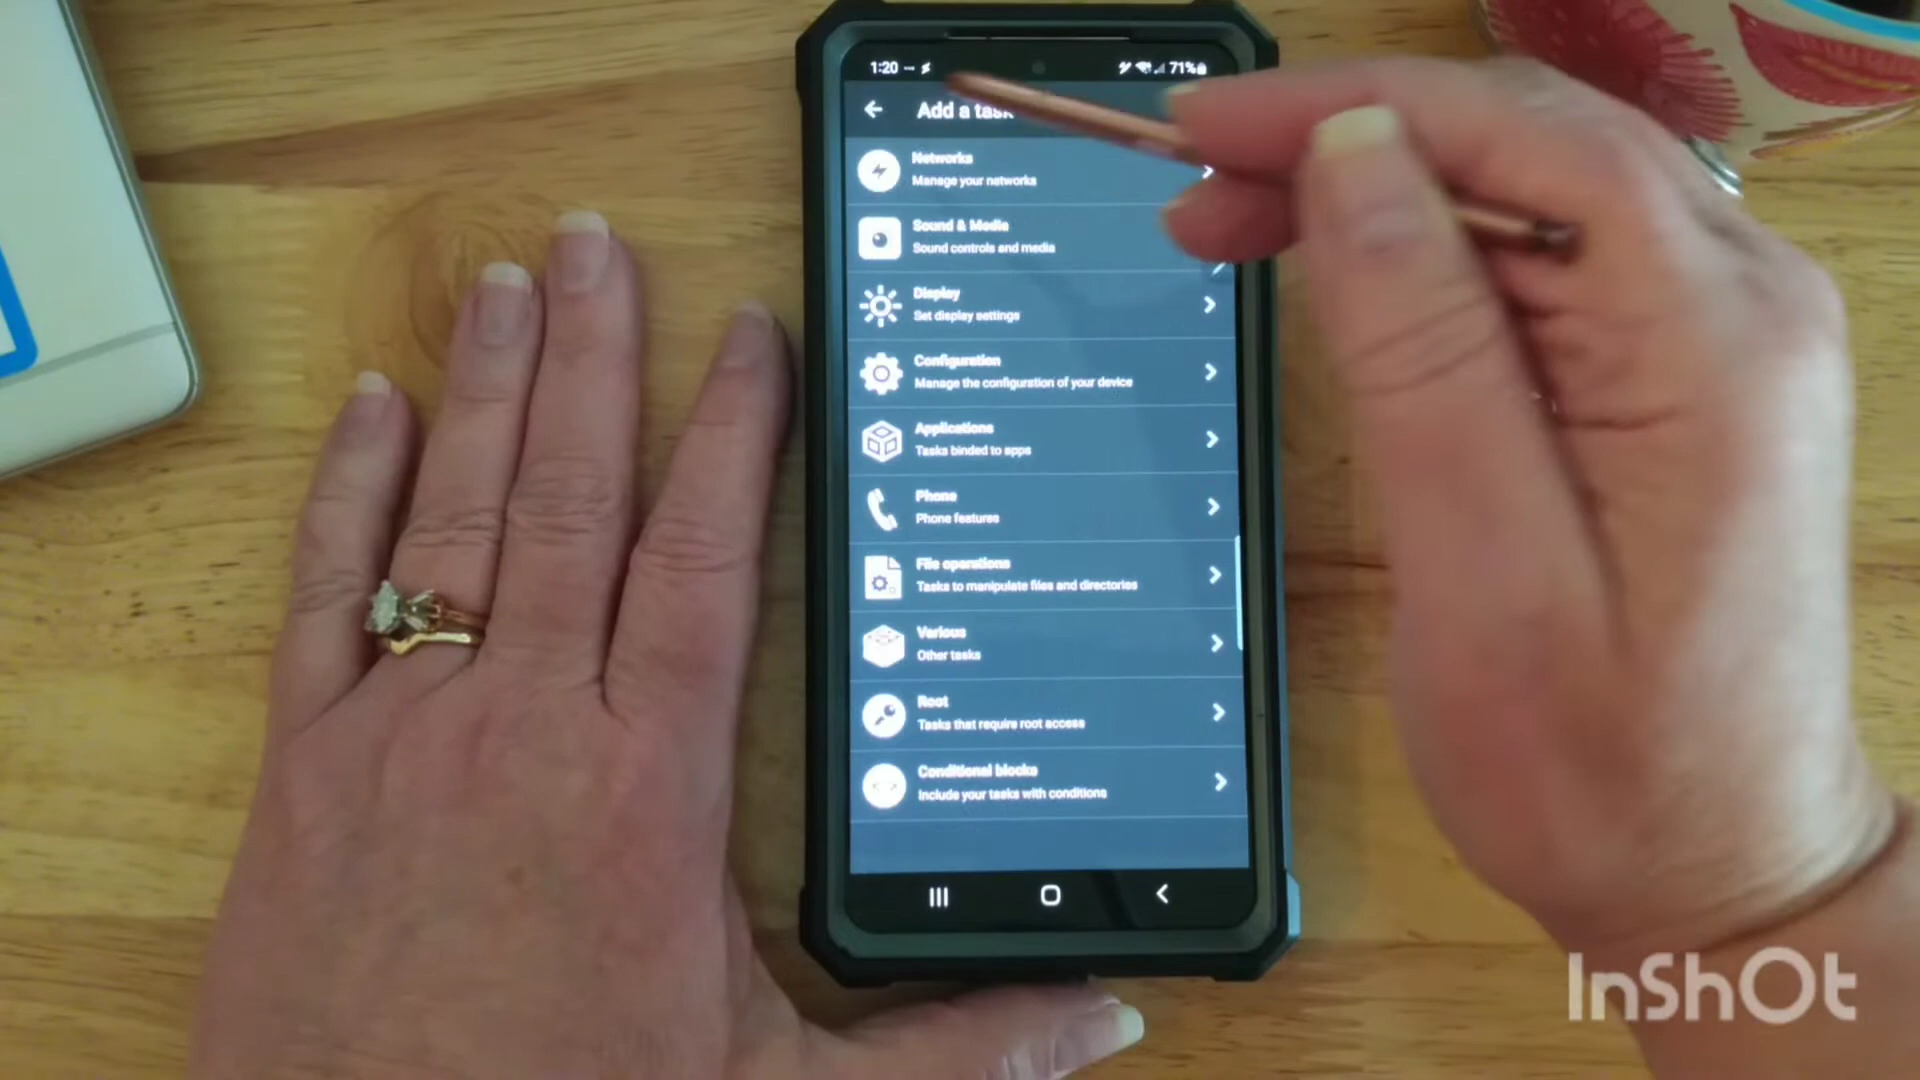 1:20
71%
Add a task
Networks
Manage your networks
Sound & Media
Sound controls and media
Display
Set display settings
Configuration
Manage the configuration of your device
Applications
Tasks binded to apps
Phone
Phone features
File operations
Tasks to manipulate files and directories
Various
Other tasks
Root
Tasks that require root access
Conditional blocks
Include your tasks with conditions
InShOt